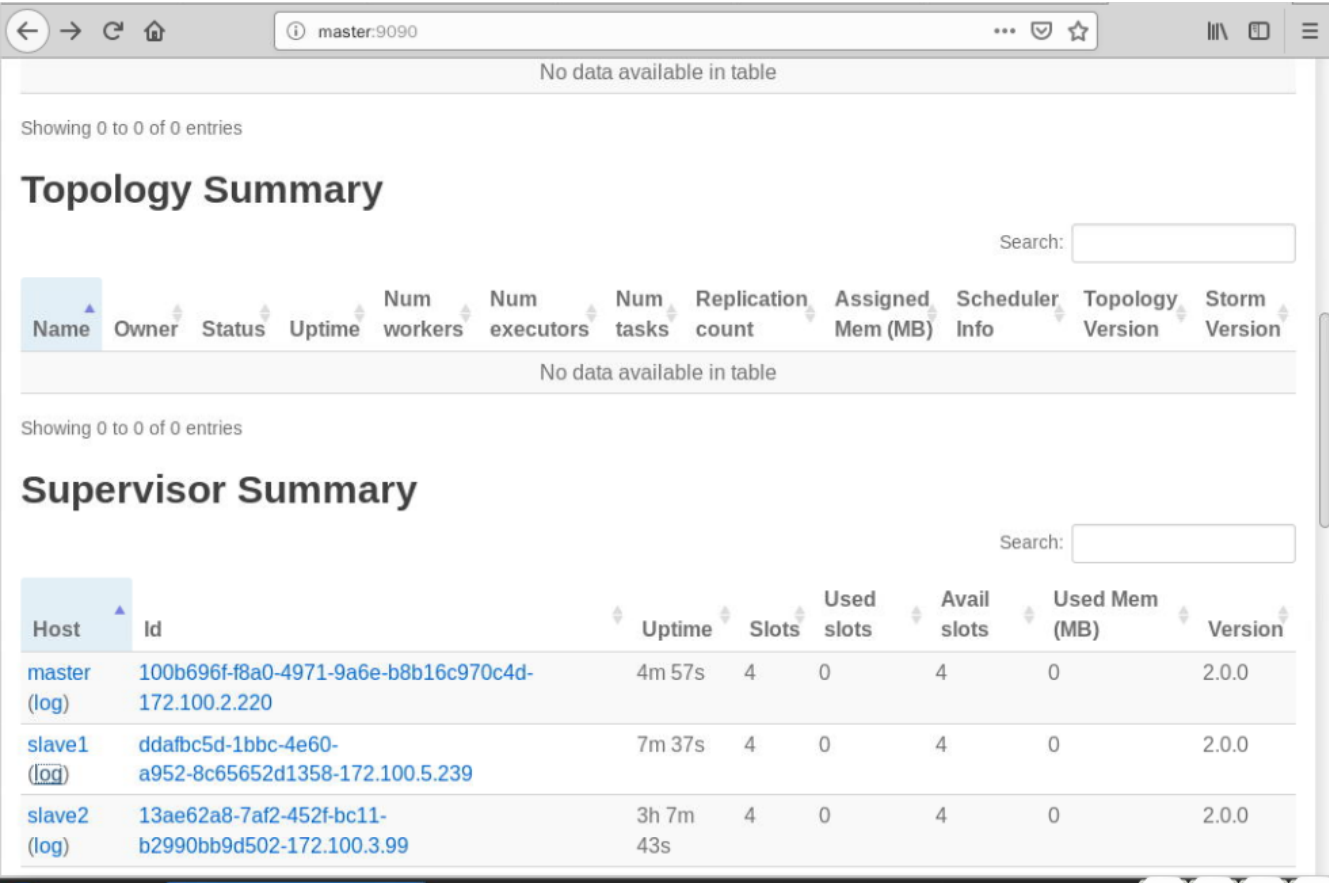 master:9090
No data available in table
Showing 0 to 0 of 0 entries
Topology Summary
Search:
Name Owner Status Uptime Num workers Num executors Num tasks Replication count Assigned Mem (MB) Scheduler Info Topology Version Storm Version
No data available in table
Showing 0 to 0 of 0 entries
Supervisor Summary
Search:
Host Id Uptime Slots Used slots Avail slots Used Mem (MB) Version
master 100b696f-f8a0-4971-9a6e-b8b16c970c4d- 4m 57s 4 0 4 0 2.0.0
(log) 172.100.2.220
slave1 ddafbc5d-1bbc-4e60- 7m 37s 4 0 4 0 2.0.0
(log) a952-8c65652d1358-172.100.5.239
slave2 13ae62a8-7af2-452f-bc11- 3h 7m 4 0 4 0 2.0.0
(log) b2990bb9d502-172.100.3.99 43s